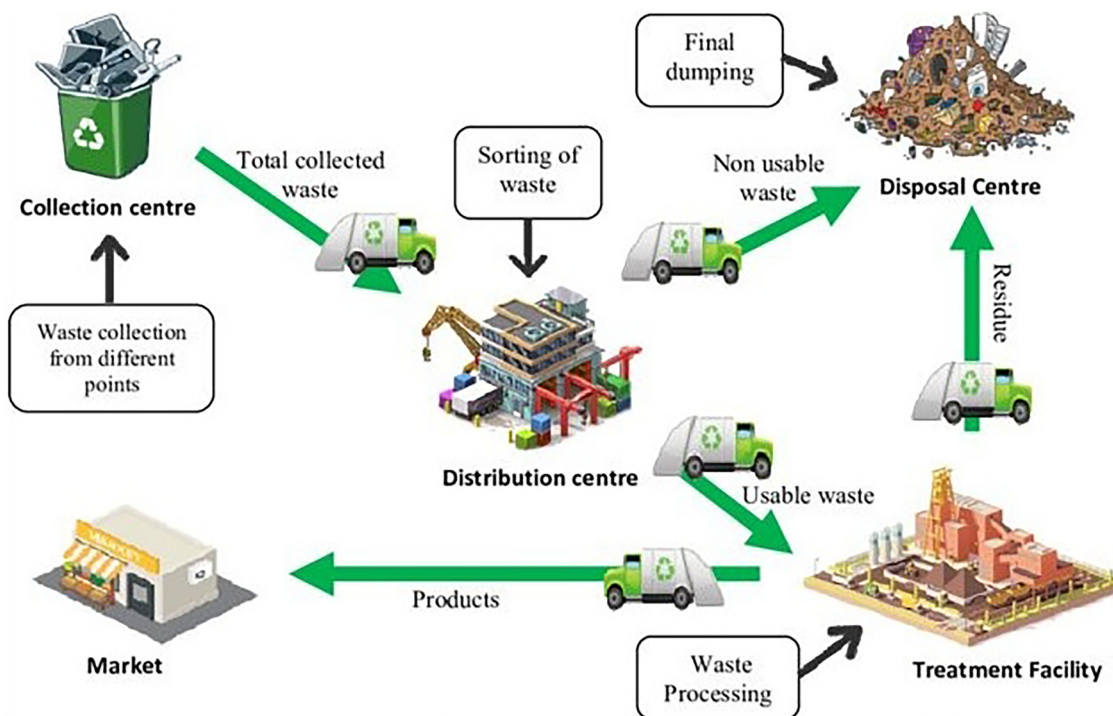 Final
dumping
Total collected
waste
Sorting of
waste
Non usable
waste
Disposal Centre
Collection centre
Residue
Waste collection
from different
points
Distribution centre
Usable waste
MARKET
Products
Market
Waste
Processing
Treatment Facility